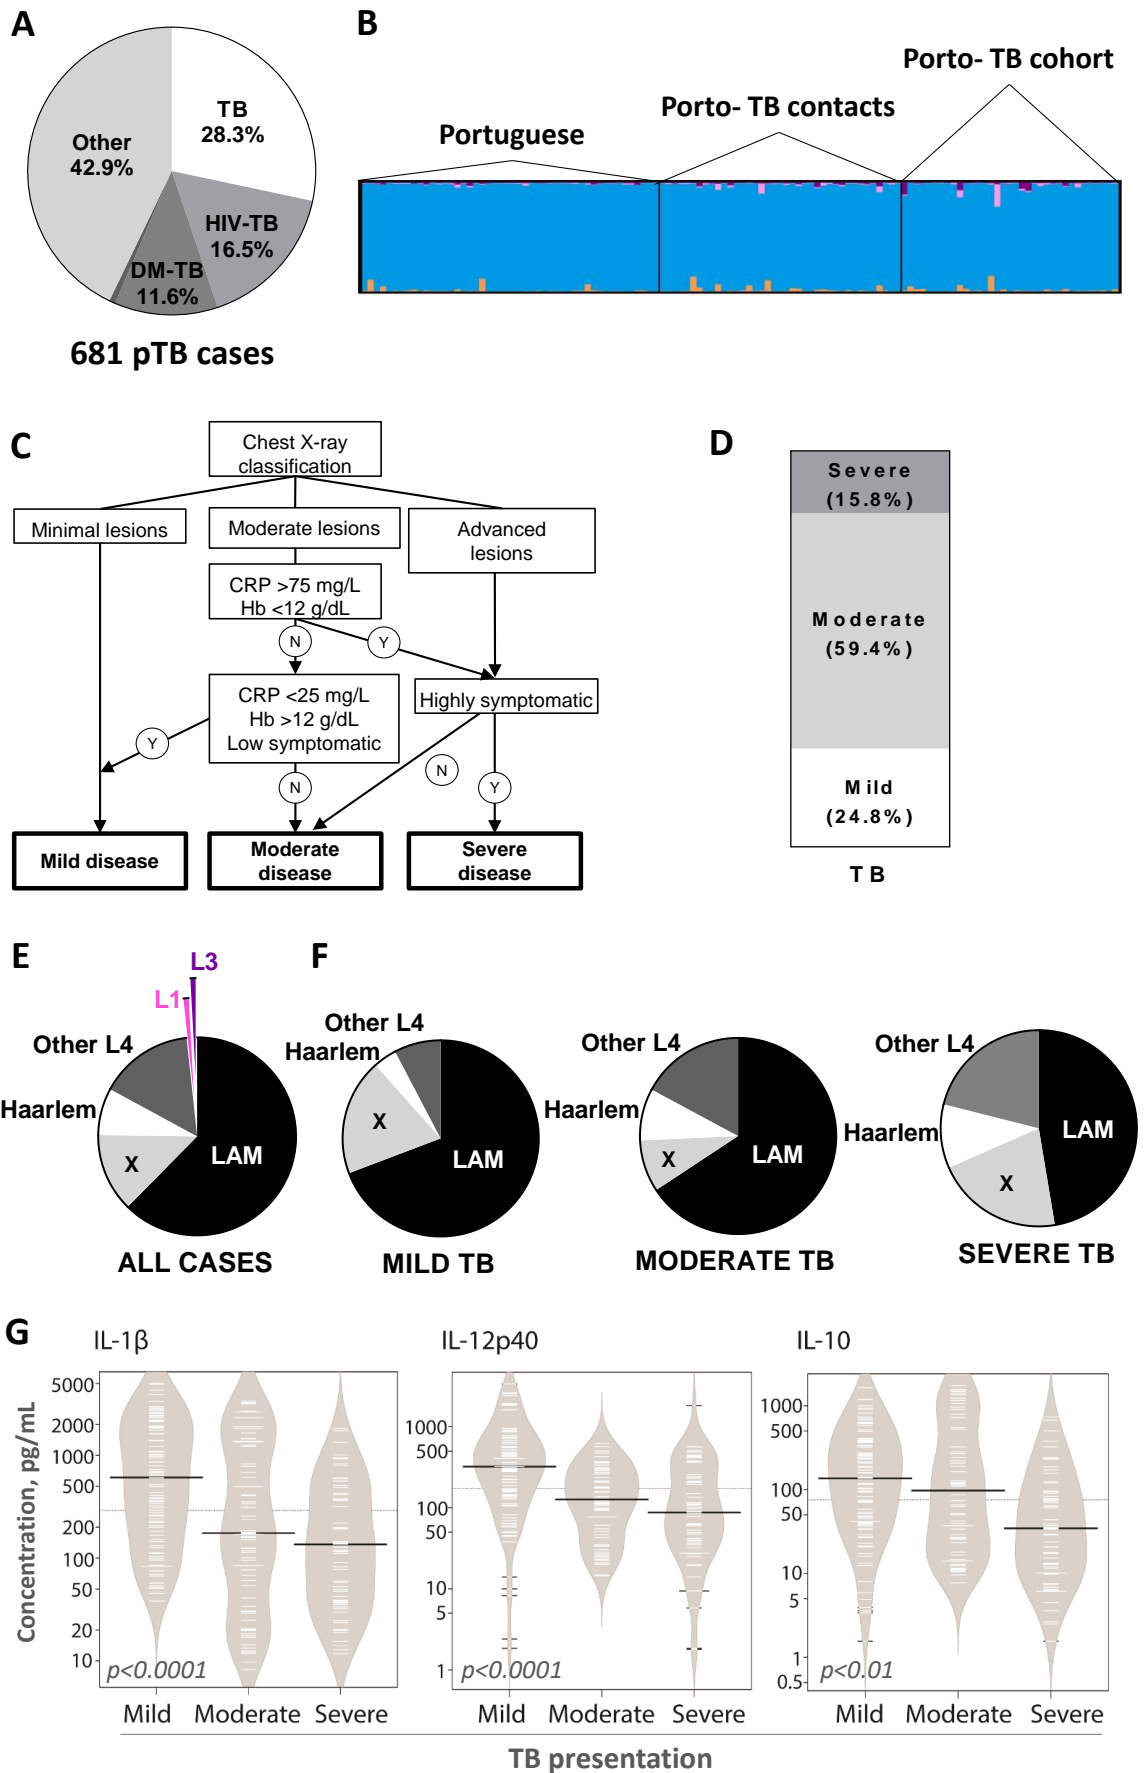 A
TB
28.3%
Other
42.9%
HIV-TB
16.5%
DM-TB
11.6%
681 pTB cases
B
Portuguese
Porto- TB contacts
Porto- TB cohort
C
Chest X-ray
classification
Minimal lesions
Moderate lesions
Advanced
lesions
CRP >75 mg/L
Hb <12 g/dL
N
Y
CRP <25 mg/L
Hb >12 g/dL
Low symptomatic
Highly symptomatic
Y
N
N
Y
Mild disease
Moderate
disease
Severe
disease
D
Severe
(15.8%)
Moderate
(59.4%)
Mild
(24.8%)
TB
E
L3
L1
Other L4
Haarlem
X
LAM
ALL CASES
F
Other L4
Haarlem
X
LAM
MILD TB
Other L4
Haarlem
X
LAM
MODERATE TB
Other L4
Haarlem
X
LAM
SEVERE TB
G
Concentration, pg/mL
IL-1β
5000
2000
1000
500
200
100
50
20
10
p<0.0001
Mild
Moderate
Severe
IL-12p40
1000
500
100
50
10
5
1
p<0.0001
Mild
Moderate
Severe
IL-10
1000
500
100
50
10
5
1
0.5
p<0.01
Mild
Moderate
Severe
TB presentation